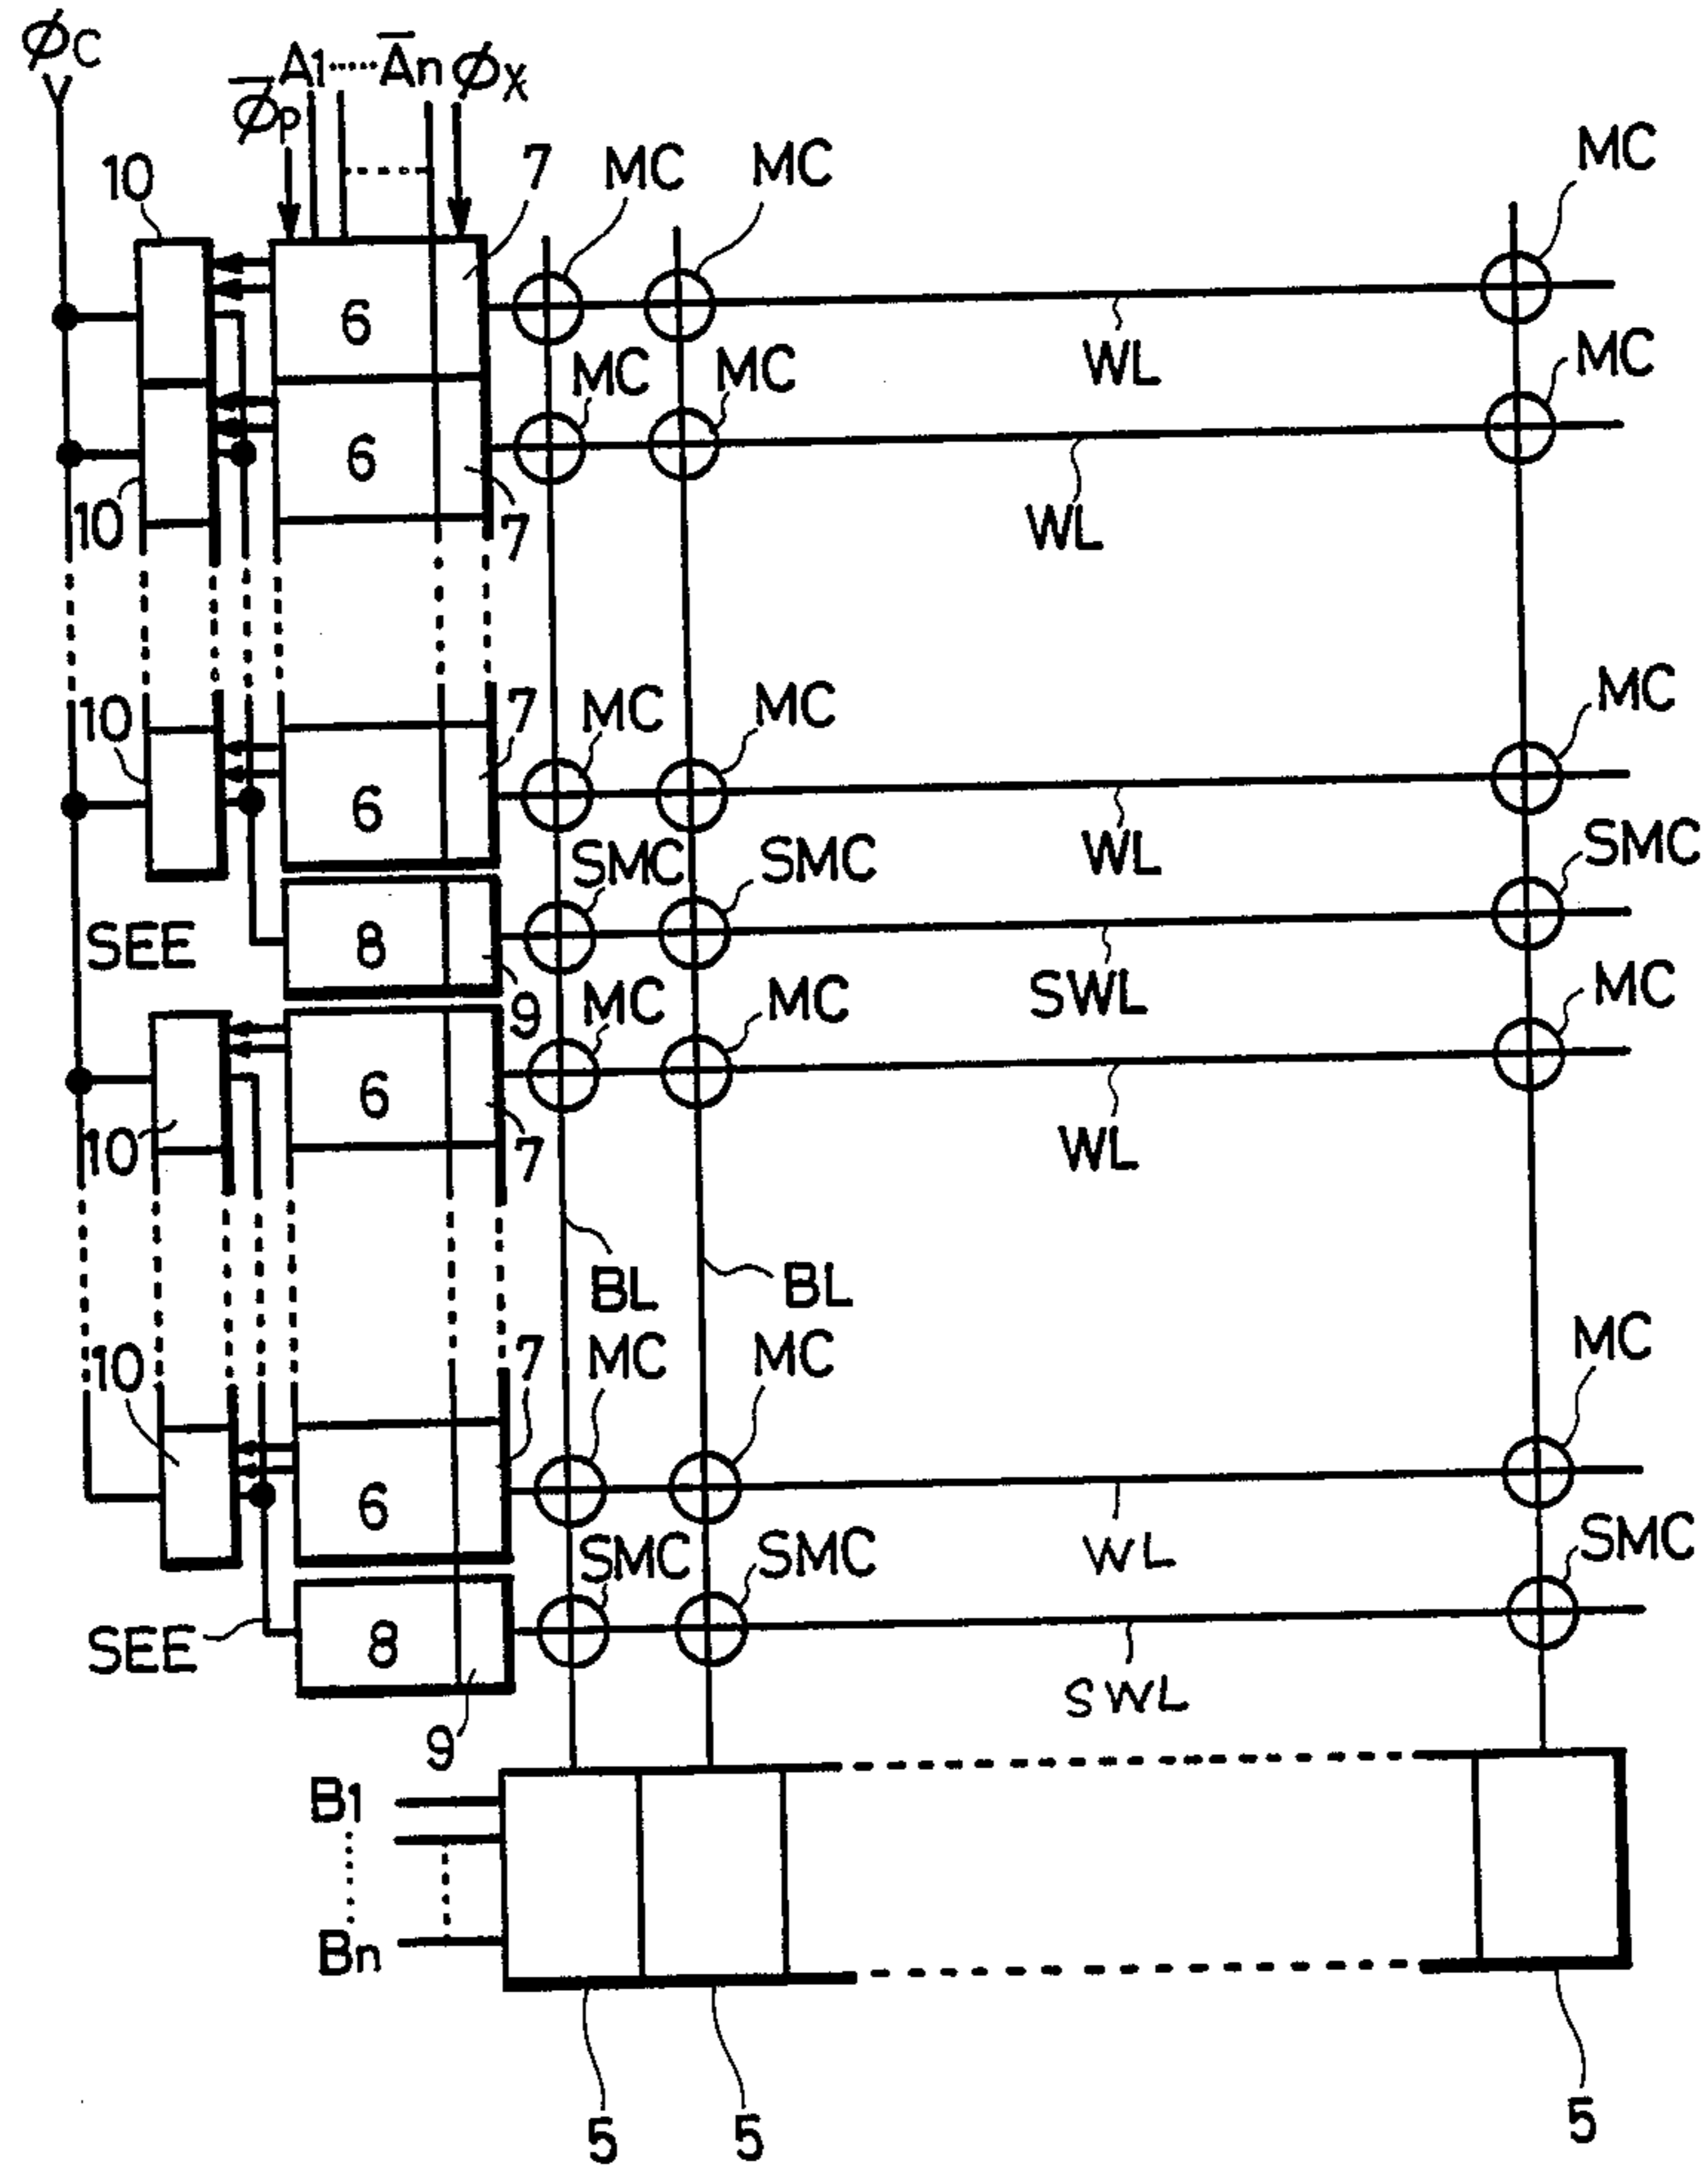 ϕC
A1 ····· A̅n ϕX
ϕ̅P
10 7 MC MC MC
6 WL
MC MC MC
6
10 7 WL
10 7 MC MC MC
6 WL
SMC SMC SMC
SEE 8 SWL
9 MC MC MC
6
10 7 WL
BL BL
10 7 MC MC MC
6 WL
SMC SMC SMC
SEE 8 SWL
9
B1
Bn
5 5 5